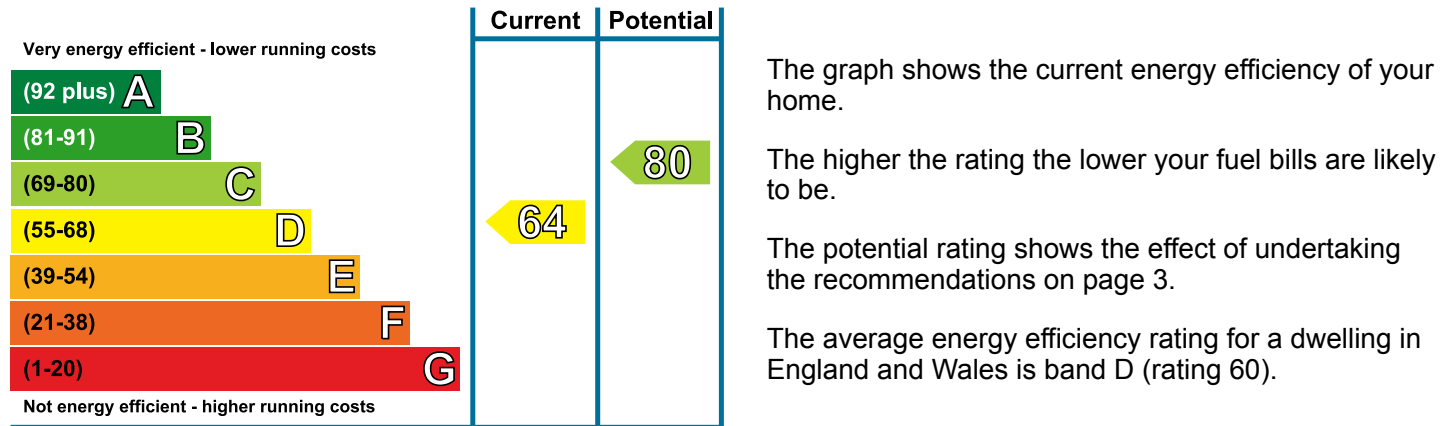 Current Potential
Very energy efficient - lower running costs
(92 plus) A
(81-91) B
(69-80) C
(55-68) D
(39-54) E
(21-38) F
(1-20) G
Not energy efficient - higher running costs
64
80
The graph shows the current energy efficiency of your
home.
The higher the rating the lower your fuel bills are likely
to be.
The potential rating shows the effect of undertaking
the recommendations on page 3.
The average energy efficiency rating for a dwelling in
England and Wales is band D (rating 60).